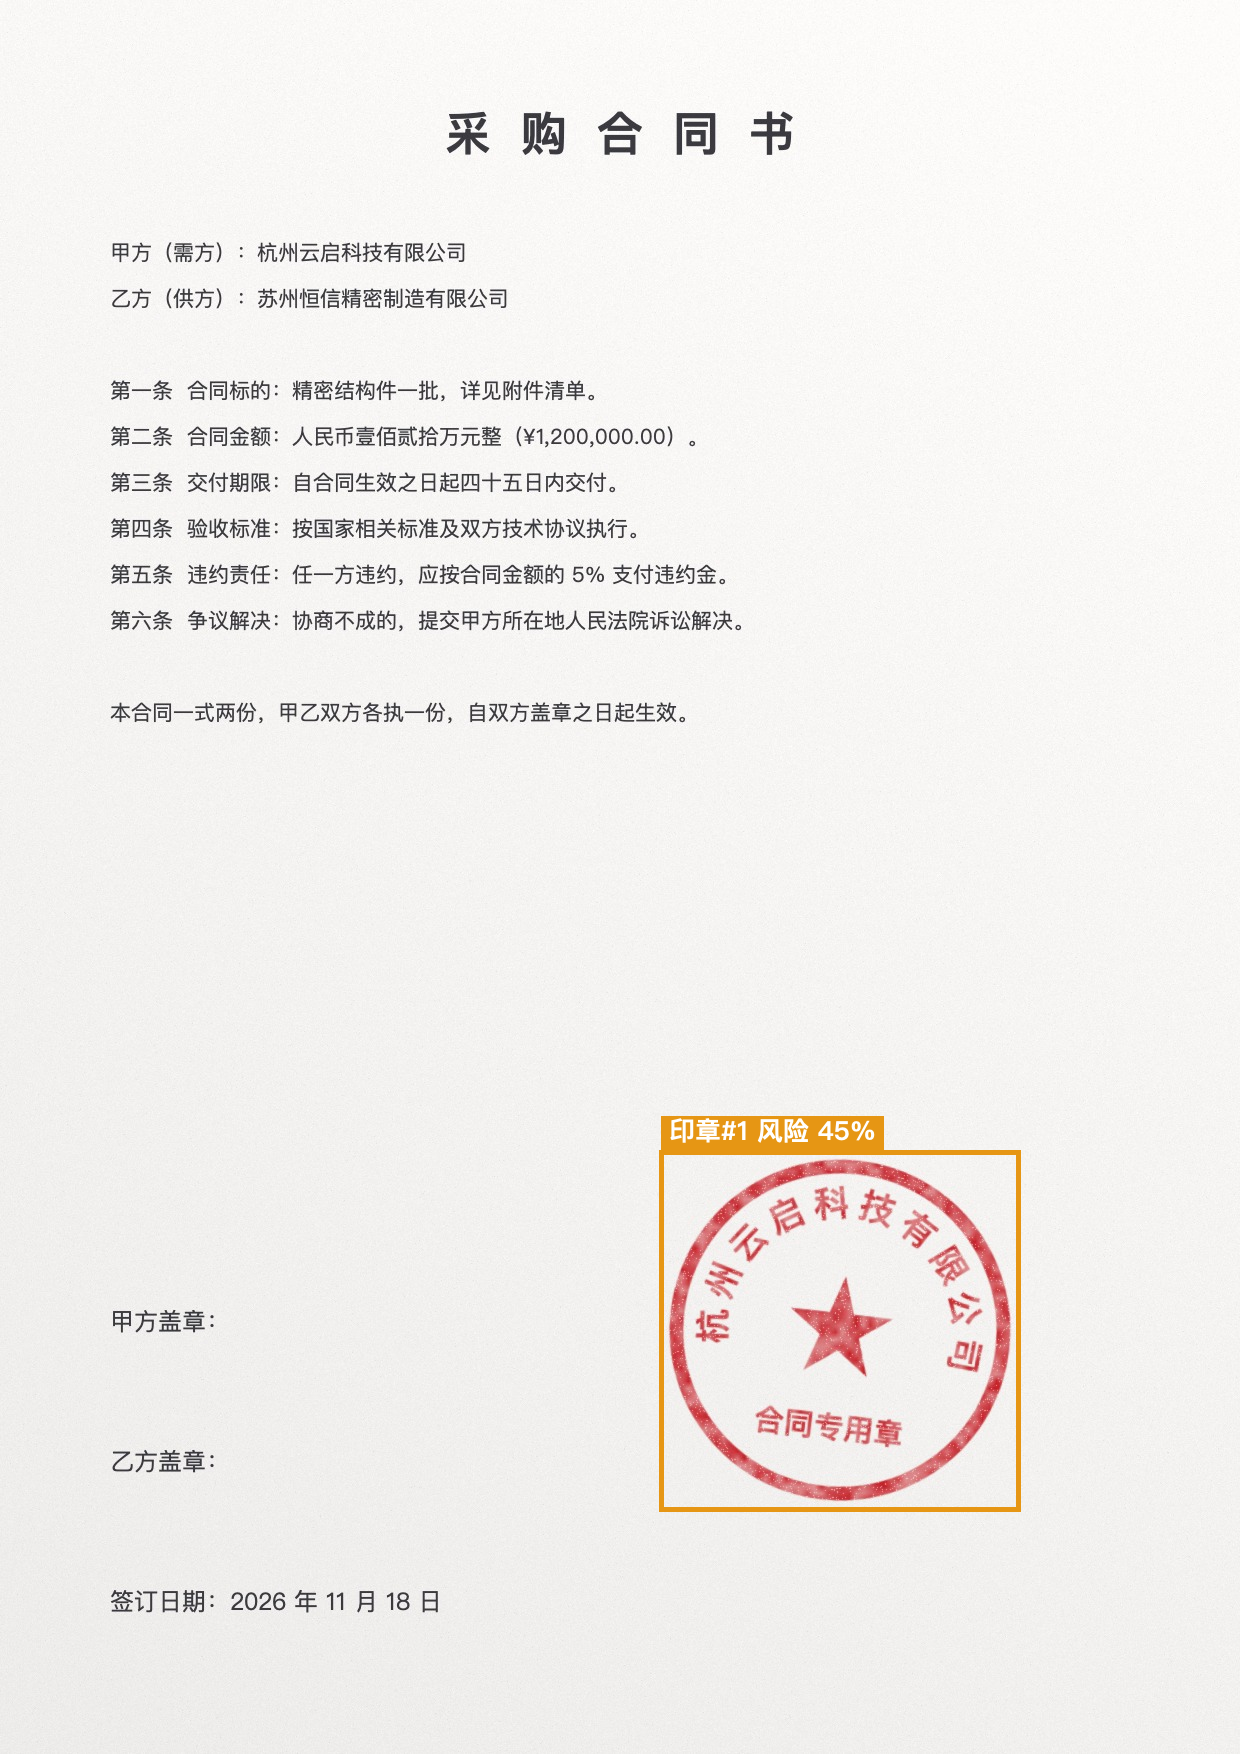 采购合同书
甲方（需方）：杭州云启科技有限公司
乙方（供方）：苏州恒信精密制造有限公司
第一条 合同标的：精密结构件一批，详见附件清单。
第二条 合同金额：人民币壹佰贰拾万元整（¥1,200,000.00）。
第三条 交付期限：自合同生效之日起四十五日内交付。
第四条 验收标准：按国家相关标准及双方技术协议执行。
第五条 违约责任：任一方违约，应按合同金额的 5% 支付违约金。
第六条 争议解决：协商不成的，提交甲方所在地人民法院诉讼解决。
本合同一式两份，甲乙双方各执一份，自双方盖章之日起生效。
印章#1 风险 45%
杭州云启科技有限公司
合同专用章
甲方盖章：
乙方盖章：
签订日期：2026 年 11 月 18 日